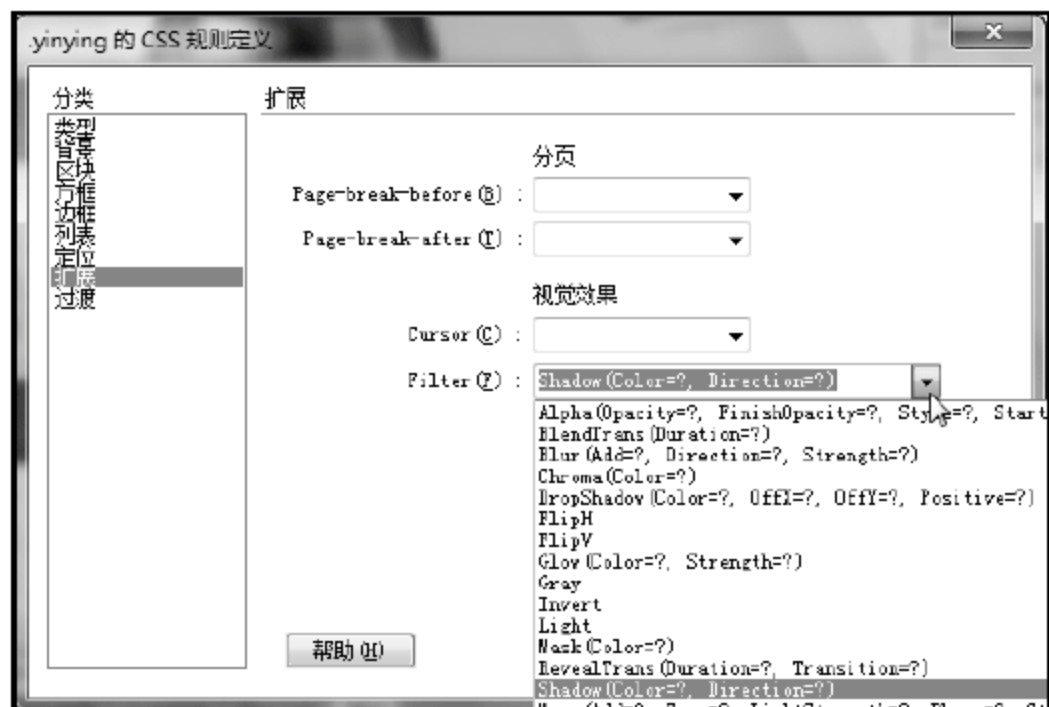 .yinying 的 CSS 规则定义
分类
类型
背景
区块
方框
边框
列表
定位
扩展
过渡
扩展
分页
Page-break-before(B) :
Page-break-after(T) :
视觉效果
Cursor(C) :
Filter(F) :
Shadow(Color=?, Direction=?)
Alpha(Opacity=?, FinishOpacity=?, Style=?, Start
BlendTrans(Duration=?)
Blur(Add=?, Direction=?, Strength=?)
Chroma(Color=?)
DropShadow(Color=?, OffX=?, OffY=?, Positive=?)
FlipH
FlipV
Glow(Color=?, Strength=?)
Gray
Invert
Light
Mask(Color=?)
RevealTrans(Duration=?, Transition=?)
Shadow(Color=?, Direction=?)
帮助(H)